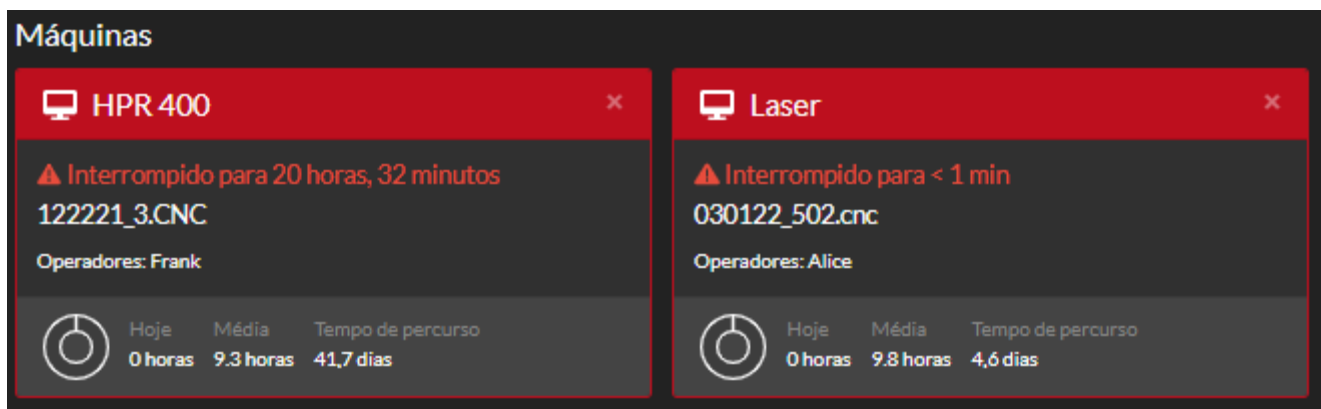 Máquinas
HPR 400 ×
Interrompido para 20 horas, 32 minutos
122221_3.CNC
Operadores: Frank
Hoje Média Tempo de percurso
0 horas 9.3 horas 41,7 dias
Laser ×
Interrompido para < 1 min
030122_502.cnc
Operadores: Alice
Hoje Média Tempo de percurso
0 horas 9.8 horas 4,6 dias